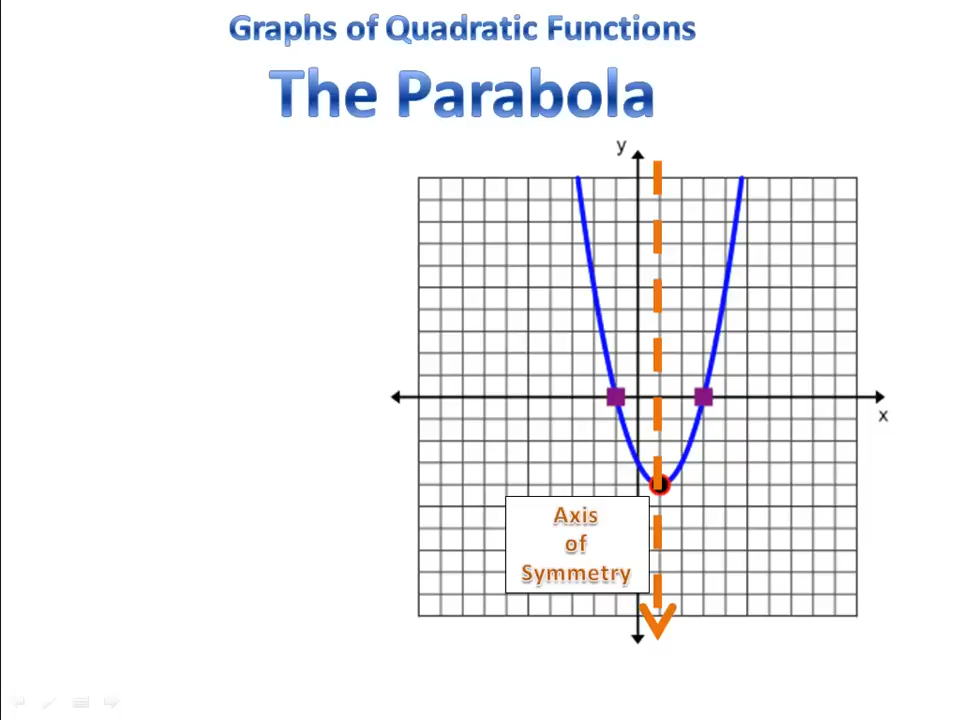 Graphs of Quadratic Functions
The Parabola
y
x
Axis
of
Symmetry